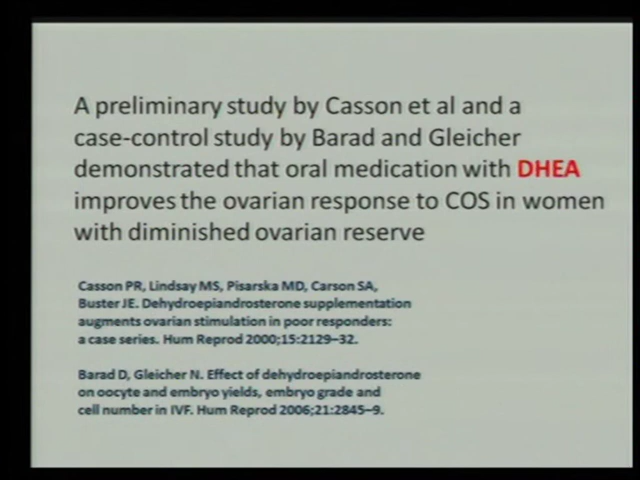 A preliminary study by Casson et al and a
case-control study by Barad and Gleicher
demonstrated that oral medication with DHEA
improves the ovarian response to COS in women
with diminished ovarian reserve
Casson PR, Lindsay MS, Pisarska MD, Carson SA,
Buster JE. Dehydroepiandrosterone supplementation
augments ovarian stimulation in poor responders:
a case series. Hum Reprod 2000;15:2129–32.
Barad D, Gleicher N. Effect of dehydroepiandrosterone
on oocyte and embryo yields, embryo grade and
cell number in IVF. Hum Reprod 2006;21:2845–9.